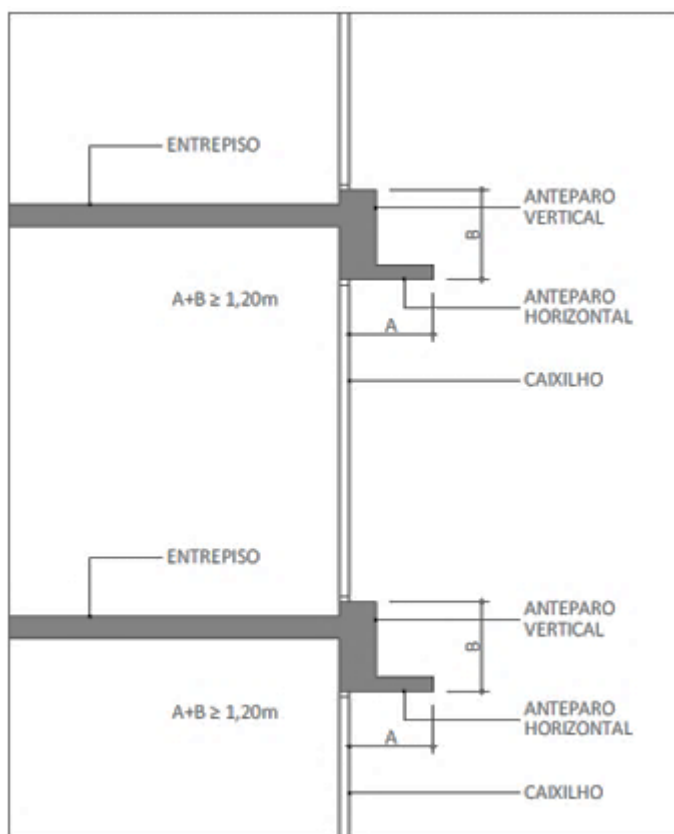 ENTREPISO
ANTEPARO
VERTICAL
B
A+B ≥ 1,20m
ANTEPARO
HORIZONTAL
A
CAIXILHO
ENTREPISO
ANTEPARO
VERTICAL
B
A+B ≥ 1,20m
ANTEPARO
HORIZONTAL
A
CAIXILHO